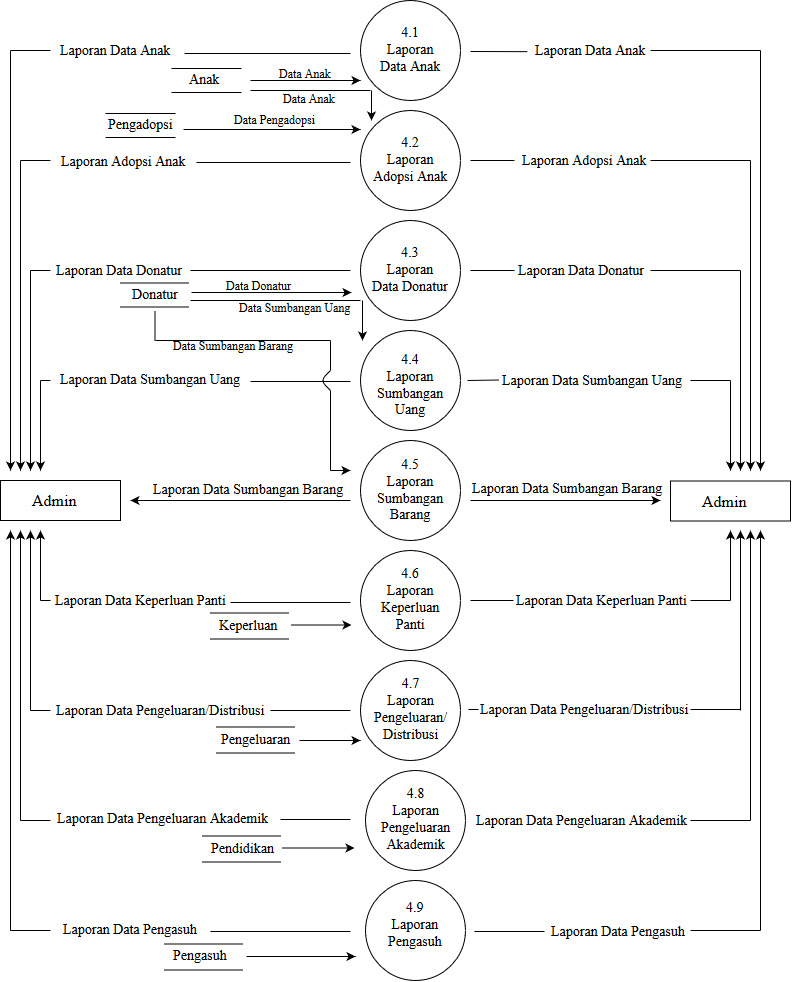 4.1
Laporan
Data Anak
Laporan Data Anak
Laporan Data Anak
Anak
Data Anak
Data Anak
Pengadopsi
Data Pengadopsi
4.2
Laporan
Adopsi Anak
Laporan Adopsi Anak
Laporan Adopsi Anak
4.3
Laporan
Data Donatur
Laporan Data Donatur
Laporan Data Donatur
Donatur
Data Donatur
Data Sumbangan Uang
Data Sumbangan Barang
4.4
Laporan
Sumbangan
Uang
Laporan Data Sumbangan Uang
Laporan Data Sumbangan Uang
4.5
Laporan
Sumbangan
Barang
Laporan Data Sumbangan Barang
Laporan Data Sumbangan Barang
Admin
Admin
4.6
Laporan
Keperluan
Panti
Laporan Data Keperluan Panti
Laporan Data Keperluan Panti
Keperluan
4.7
Laporan
Pengeluaran/
Distribusi
Laporan Data Pengeluaran/Distribusi
Laporan Data Pengeluaran/Distribusi
Pengeluaran
4.8
Laporan
Pengeluaran
Akademik
Laporan Data Pengeluaran Akademik
Laporan Data Pengeluaran Akademik
Pendidikan
4.9
Laporan
Pengasuh
Laporan Data Pengasuh
Laporan Data Pengasuh
Pengasuh